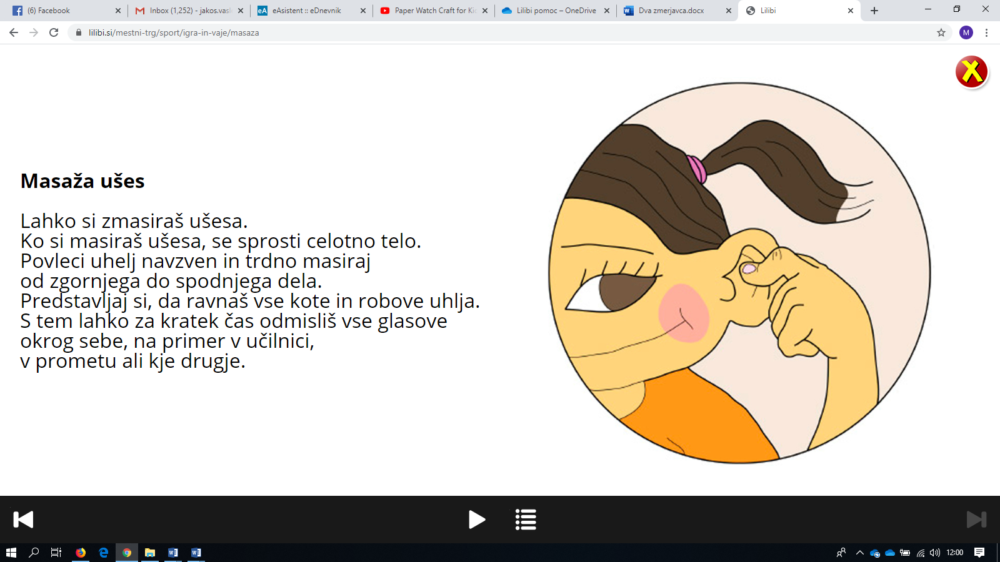 (6) Facebook
Inbox (1,252) - jakos.vasl
eAsistent :: eDnevnik
Paper Watch Craft for Ki
Lilibi pomoc – OneDrive
Dva zmerjavca.docx
Lilibi
lilibi.si/mestni-trg/sport/igra-in-vaje/masaza
M
X
Masaža ušes
Lahko si zmasiraš ušesa.
Ko si masiraš ušesa, se sprosti celotno telo.
Povleci uhelj navzven in trdno masiraj
od zgornjega do spodnjega dela.
Predstavljaj si, da ravnaš vse kote in robove uhlja.
S tem lahko za kratek čas odmisliš vse glasove
okrog sebe, na primer v učilnici,
v prometu ali kje drugje.
12:00